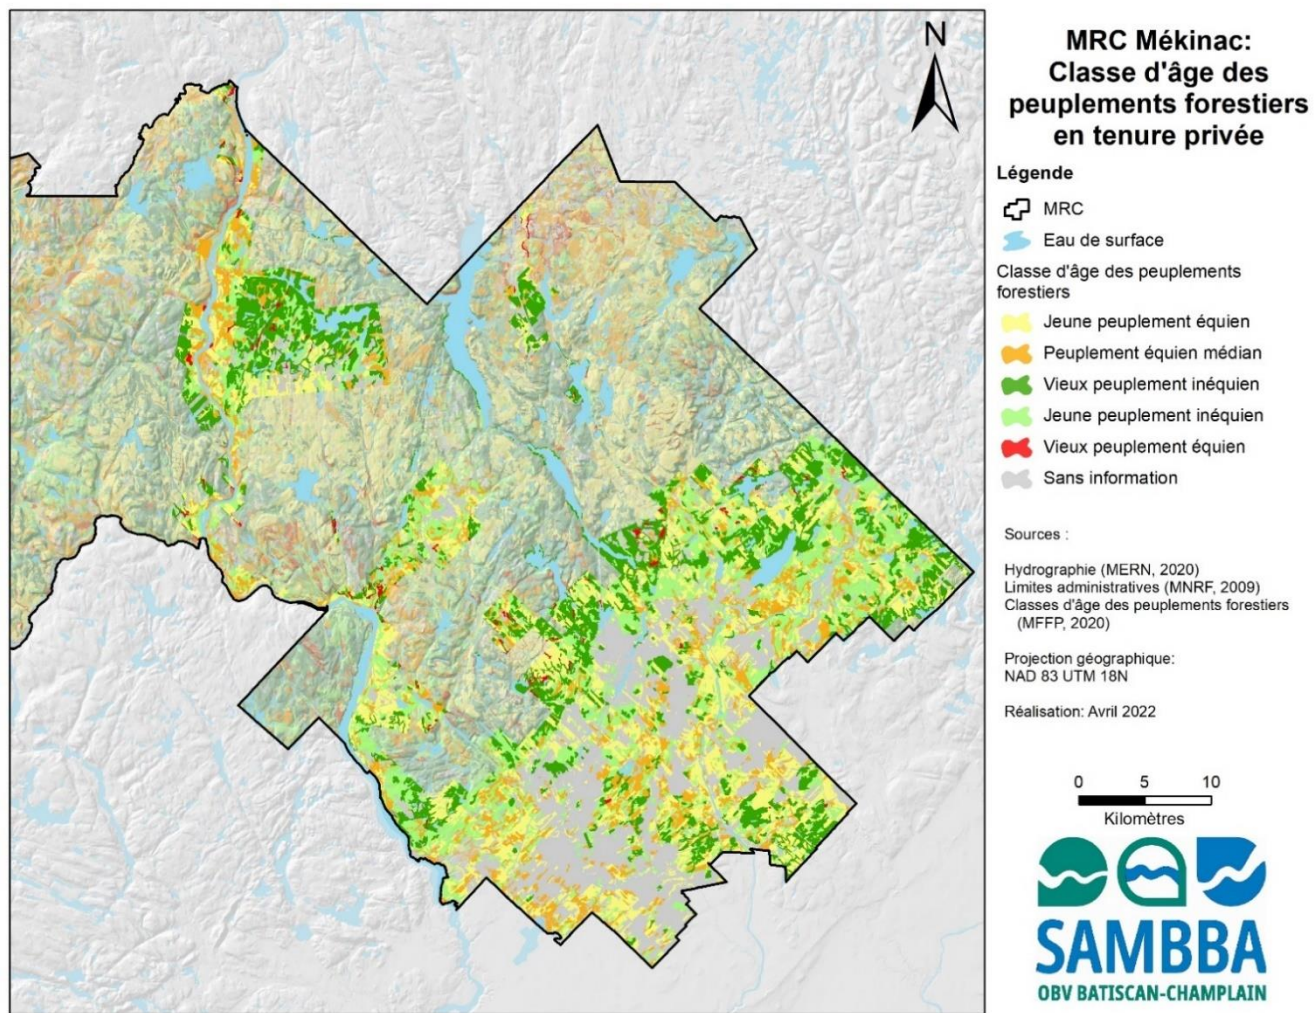 N
MRC Mékinac:
Classe d'âge des
peuplements forestiers
en tenure privée
Légende
MRC
Eau de surface
Classe d'âge des peuplements
forestiers
Jeune peuplement équien
Peuplement équien médian
Vieux peuplement inéquien
Jeune peuplement inéquien
Vieux peuplement équien
Sans information
Sources :
Hydrographie (MERN, 2020)
Limites administratives (MNRF, 2009)
Classes d'âge des peuplements forestiers
(MFFP, 2020)
Projection géographique:
NAD 83 UTM 18N
Réalisation: Avril 2022
0 5 10
Kilomètres
SAMBBA
OBV BATISCAN-CHAMPLAIN